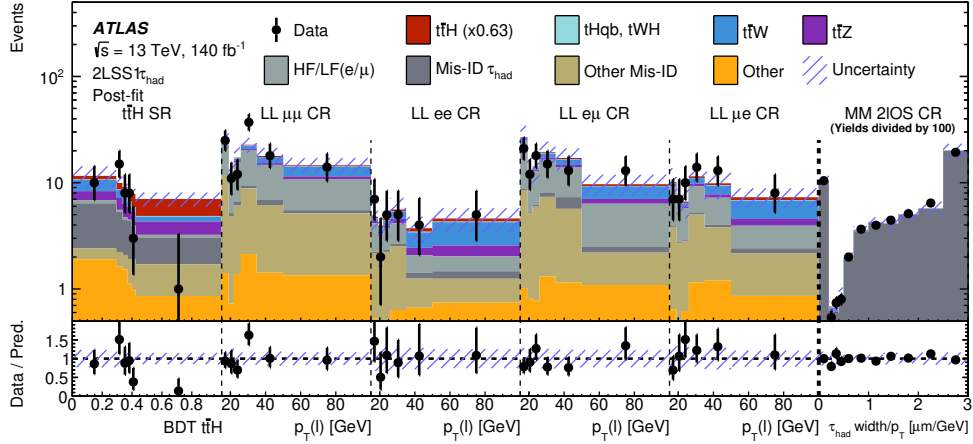 ATLAS
√s = 13 TeV, 140 fb⁻¹
2LSS1τhad
Post-fit
Data
tt̄H (x0.63)
tHqb, tWH
tt̄W
tt̄Z
HF/LF(e/μ)
Mis-ID τhad
Other Mis-ID
Other
Uncertainty
tt̄H SR
LL μμ CR
LL ee CR
LL eμ CR
LL μe CR
MM 2lOS CR
(Yields divided by 100)
Events
10²
10
1
Data / Pred.
1.5
1
0.5
0
0 0.2 0.4 0.6 0.8
20 40 60 80
20 40 60 80
20 40 60 80
20 40 60 80
0 1 2 3
BDT tt̄H
pT(l) [GeV]
pT(l) [GeV]
pT(l) [GeV]
pT(l) [GeV]
τhad width/pT [μm/GeV]